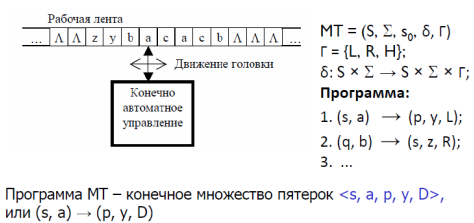 Рабочая лента
... Λ Λ z y b a c a c b Λ Λ Λ ...
Движение головки
Конечно
автоматное
управление
МТ = (S, Σ, s₀, δ, Γ)
Γ = {L, R, H};
δ: S × Σ → S × Γ;
Программа:
1. (s, a) → (p, y, L);
2. (q, b) → (s, z, R);
3. ...
Программа МТ – конечное множество пятерок <s, a, p, y, D>,
или (s, a) → (p, y, D)